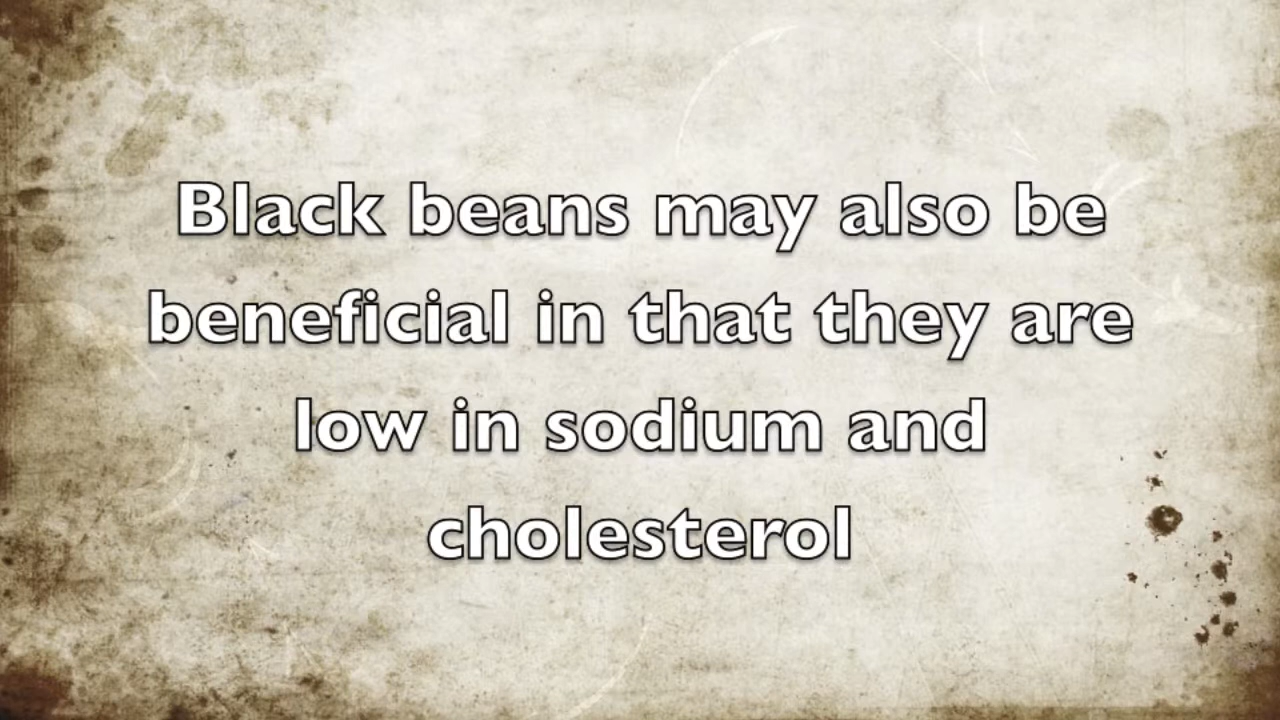 Black beans may also be
beneficial in that they are
low in sodium and
cholesterol